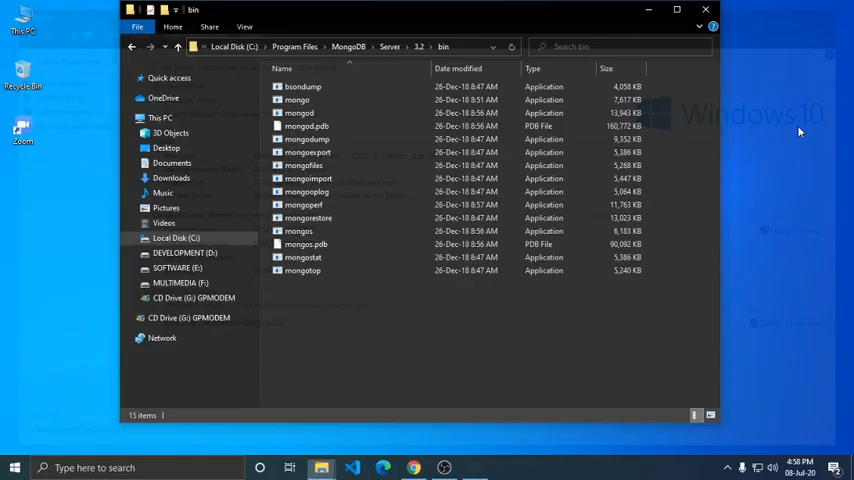 This PC
Recycle Bin
Zoom
bin
File
Home
Share
View
Local Disk (C:)
Program Files
MongoDB
Server
3.2
bin
Search bin
Name
Date modified
Type
Size
bsondump 26-Dec-18 8:47 AM Application 4,058 KB
mongo 26-Dec-18 8:51 AM Application 7,617 KB
mongod 26-Dec-18 8:56 AM Application 13,943 KB
mongod.pdb 26-Dec-18 8:56 AM PDB File 160,772 KB
mongodump 26-Dec-18 8:47 AM Application 9,352 KB
mongoexport 26-Dec-18 8:47 AM Application 5,386 KB
mongofiles 26-Dec-18 8:47 AM Application 5,268 KB
mongoimport 26-Dec-18 8:47 AM Application 5,447 KB
mongooplog 26-Dec-18 8:47 AM Application 5,064 KB
mongoperf 26-Dec-18 8:57 AM Application 11,763 KB
mongorestore 26-Dec-18 8:47 AM Application 13,023 KB
mongos 26-Dec-18 8:56 AM Application 6,183 KB
mongos.pdb 26-Dec-18 8:56 AM PDB File 90,092 KB
mongostat 26-Dec-18 8:47 AM Application 5,386 KB
mongotop 26-Dec-18 8:47 AM Application 5,240 KB
Quick access
OneDrive
This PC
3D Objects
Desktop
Documents
Downloads
Music
Pictures
Videos
Local Disk (C:)
DEVELOPMENT (D:)
SOFTWARE (E:)
MULTIMEDIA (F:)
CD Drive (G:) GPMODEM
CD Drive (G:) GPMODEM
Network
15 items
Windows 10
Type here to search
4:58 PM
08-Jul-20
2